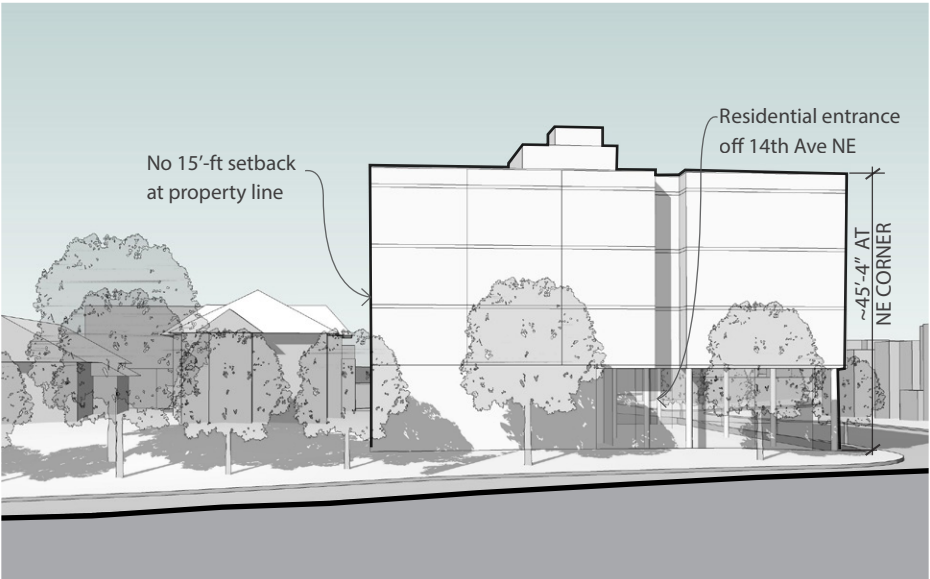 No 15'-ft setback
at property line
Residential entrance
off 14th Ave NE
~45'-4" AT
NE CORNER